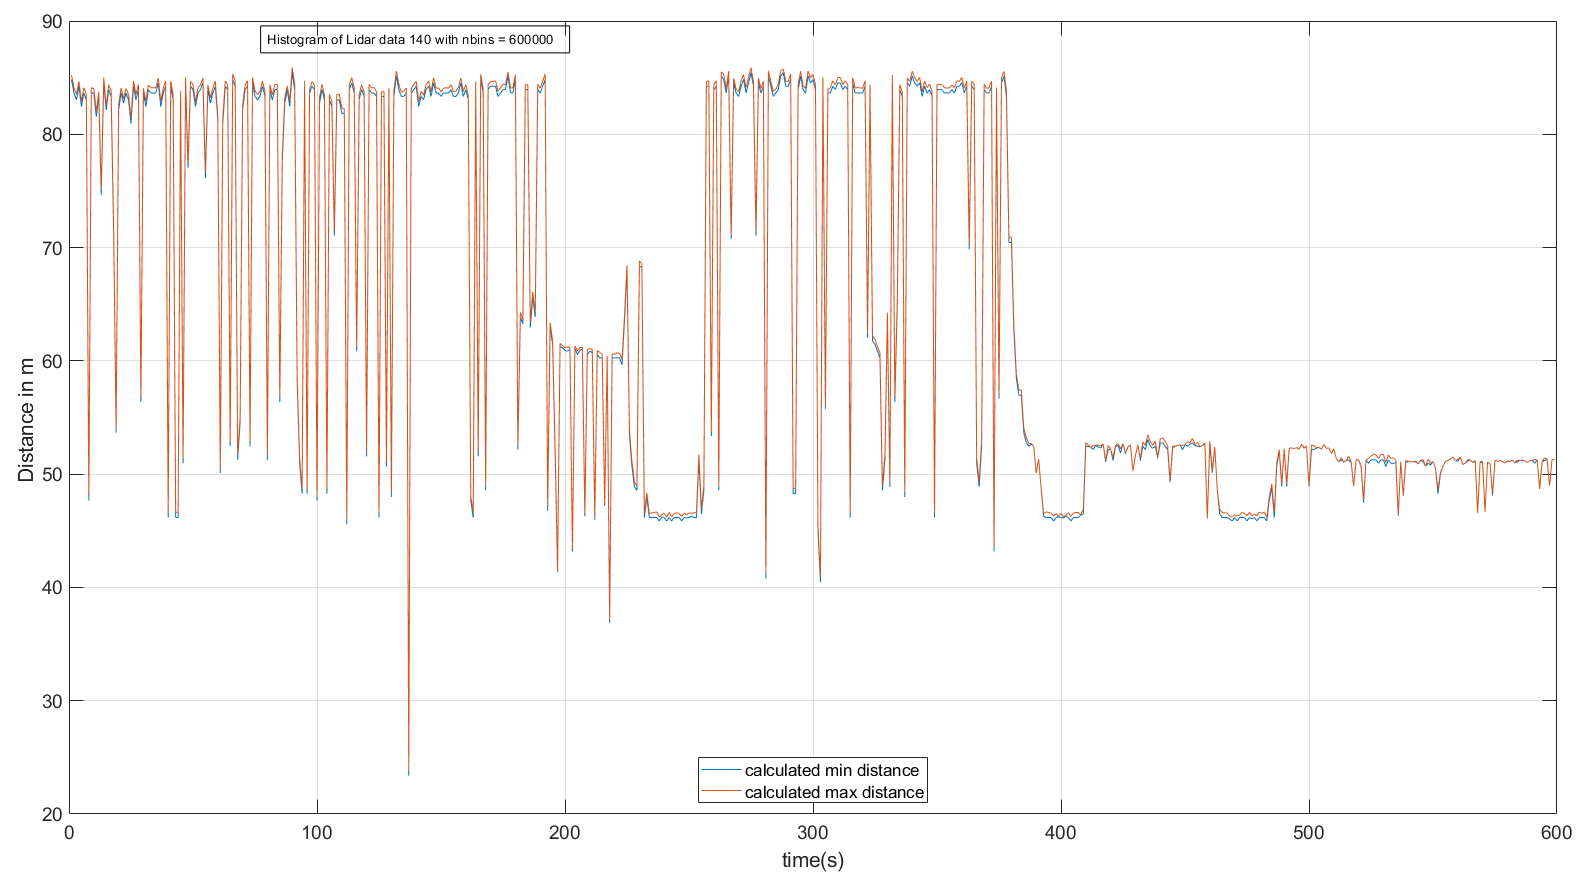 Histogram of Lidar data 140 with nbins = 600000
90
80
70
60
50
40
30
20
Distance in m
0 100 200 300 400 500 600
time(s)
calculated min distance
calculated max distance